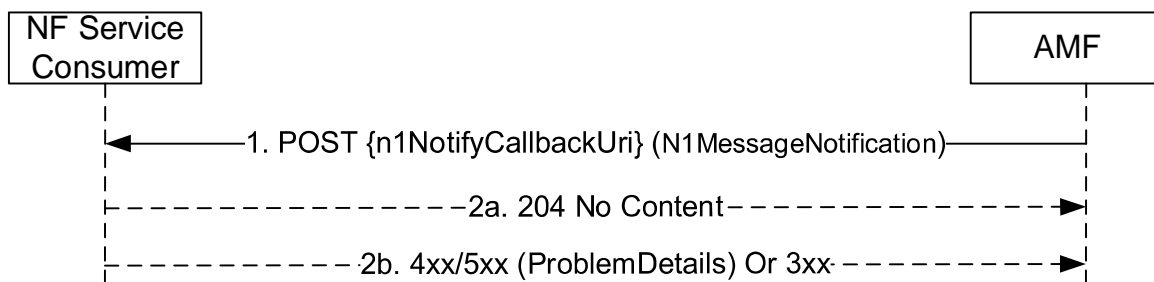 NF Service
Consumer
AMF
1. POST {n1NotifyCallbackUri} (N1MessageNotification)
2a. 204 No Content
2b. 4xx/5xx (ProblemDetails) Or 3xx